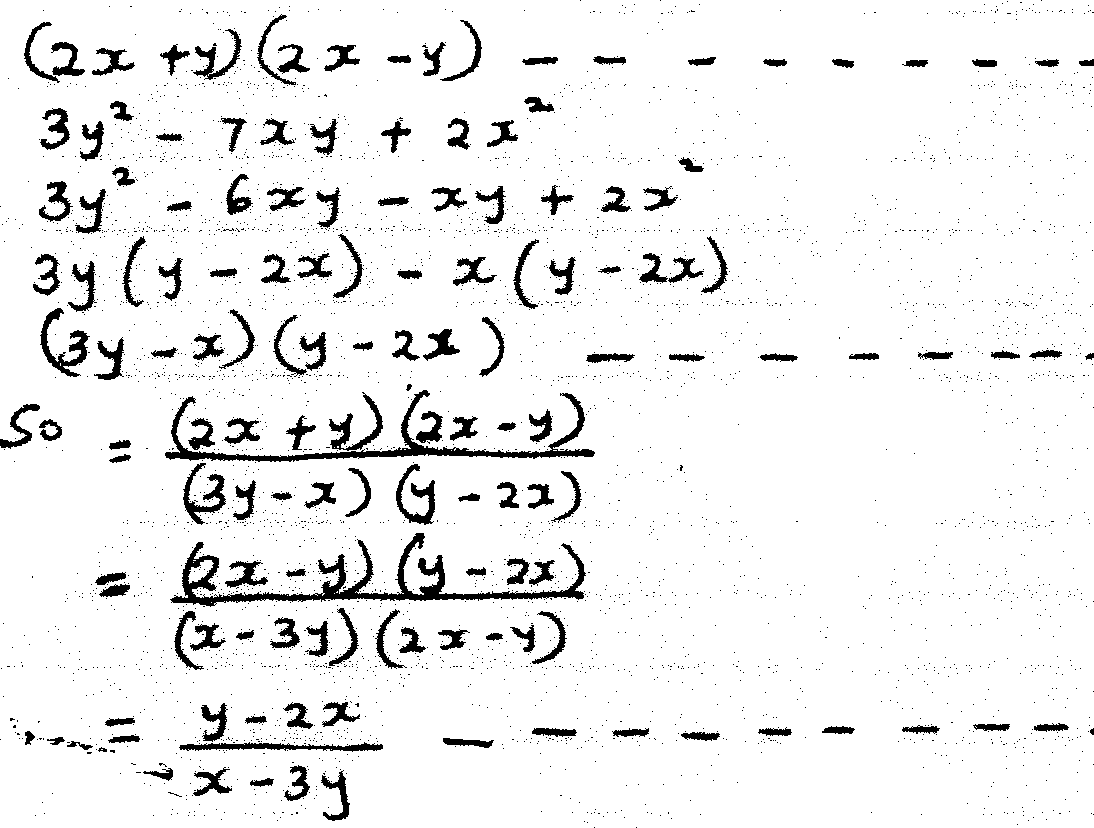 (2x + y)(2x - y) - - - - - - - - -
3y² - 7xy + 2x²
3y² - 6xy - xy + 2x²
3y(y - 2x) - x(y - 2x)
(3y - x)(y - 2x) - - - - - - - -
So = (2x + y)(2x - y) / (3y - x)(y - 2x)
= (2x - y)(y - 2x) / (x - 3y)(2x - y)
= y - 2x / x - 3y - - - - - - - - - -